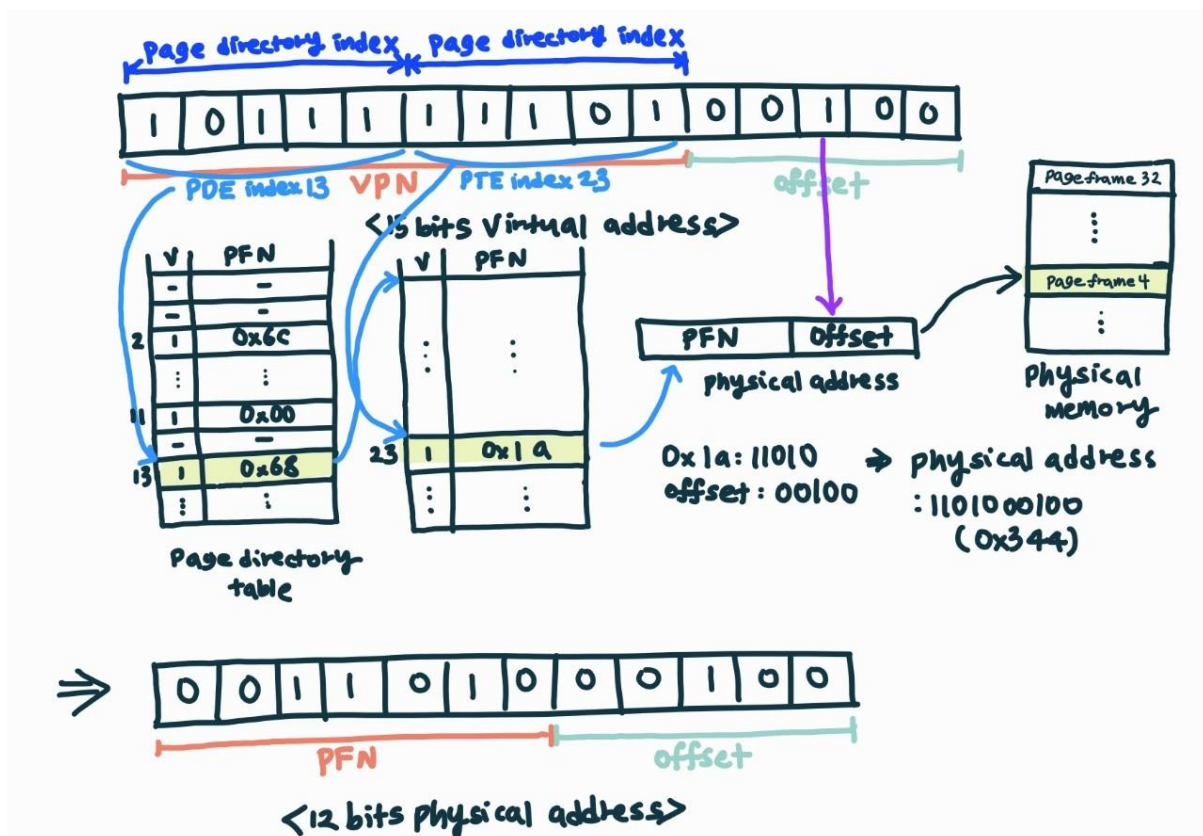 Page directory index Page directory index
1 0 1 1 1 1 1 1 0 1 0 0 1 0 0
PDE index 13 VPN PTE index 23 offset
<15 bits Virtual address>
V PFN
- -
- -
2 1 0x6C
11 1 0x00
- -
13 1 0x68
Page directory
table
V PFN
23 1 0x1a
PFN offset
physical address
Page frame 32
Page frame 4
Physical
memory
0x1a: 11010 ⇒ physical address
offset: 00100 : 1101000100
(0x344)
⇒ 0 0 1 1 0 1 0 0 0 1 0 0
PFN offset
<12 bits physical address>